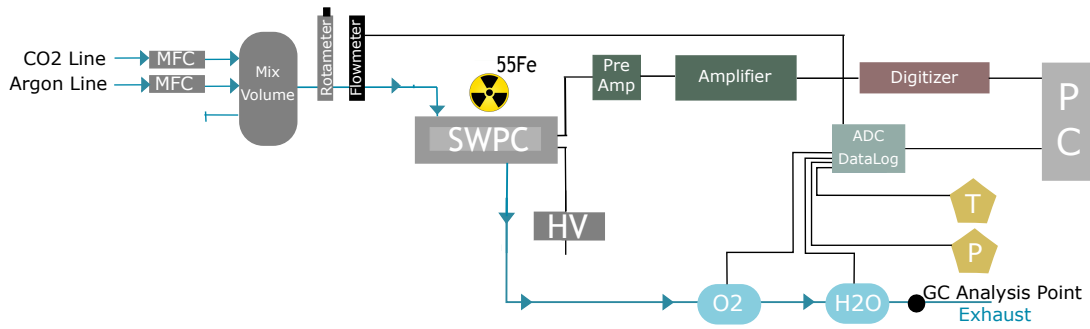 CO2 Line
MFC
Argon Line
MFC
Mix
Volume
Rotameter
Flowmeter
55Fe
SWPC
HV
Pre
Amp
Amplifier
Digitizer
ADC
DataLog
P
C
T
P
O2
H2O
GC Analysis Point
Exhaust